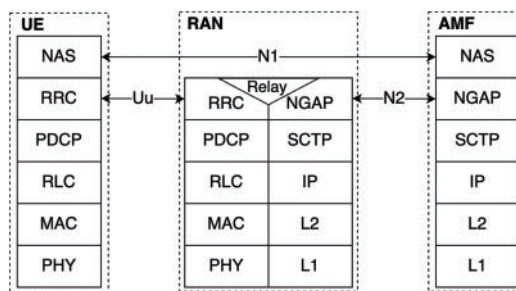 UE RAN AMF
NAS N1 NAS
Relay
RRC Uu RRC NGAP N2 NGAP
PDCP PDCP SCTP SCTP
RLC RLC IP IP
MAC MAC L2 L2
PHY PHY L1 L1